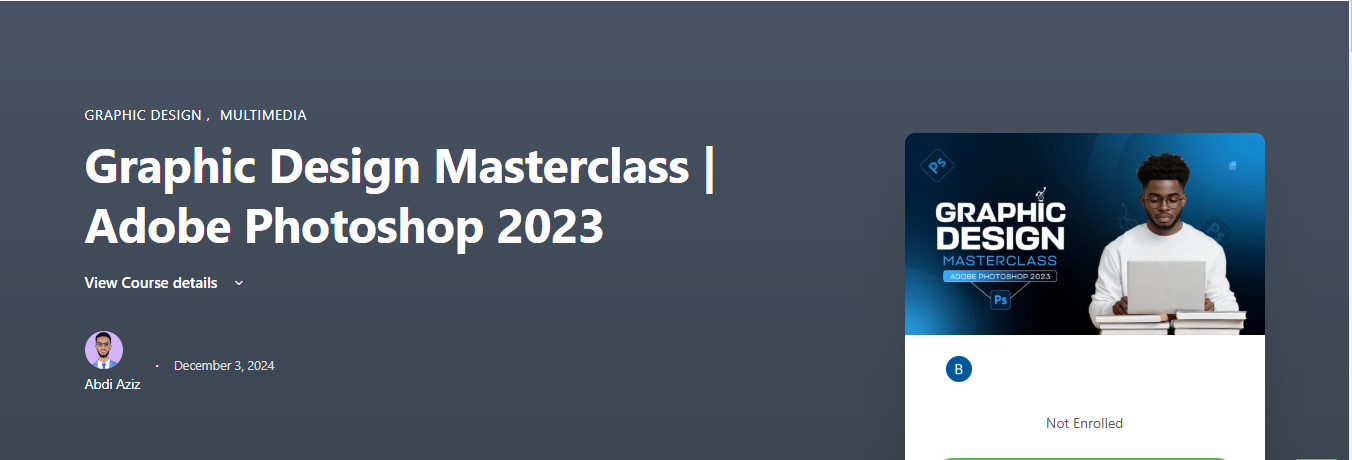 GRAPHIC DESIGN , MULTIMEDIA
Graphic Design Masterclass |
Adobe Photoshop 2023
View Course details
Abdi Aziz
· December 3, 2024
Ps
GRAPHIC
DESIGN
MASTERCLASS
ADOBE PHOTOSHOP 2023
Ps
Ps
B
Not Enrolled